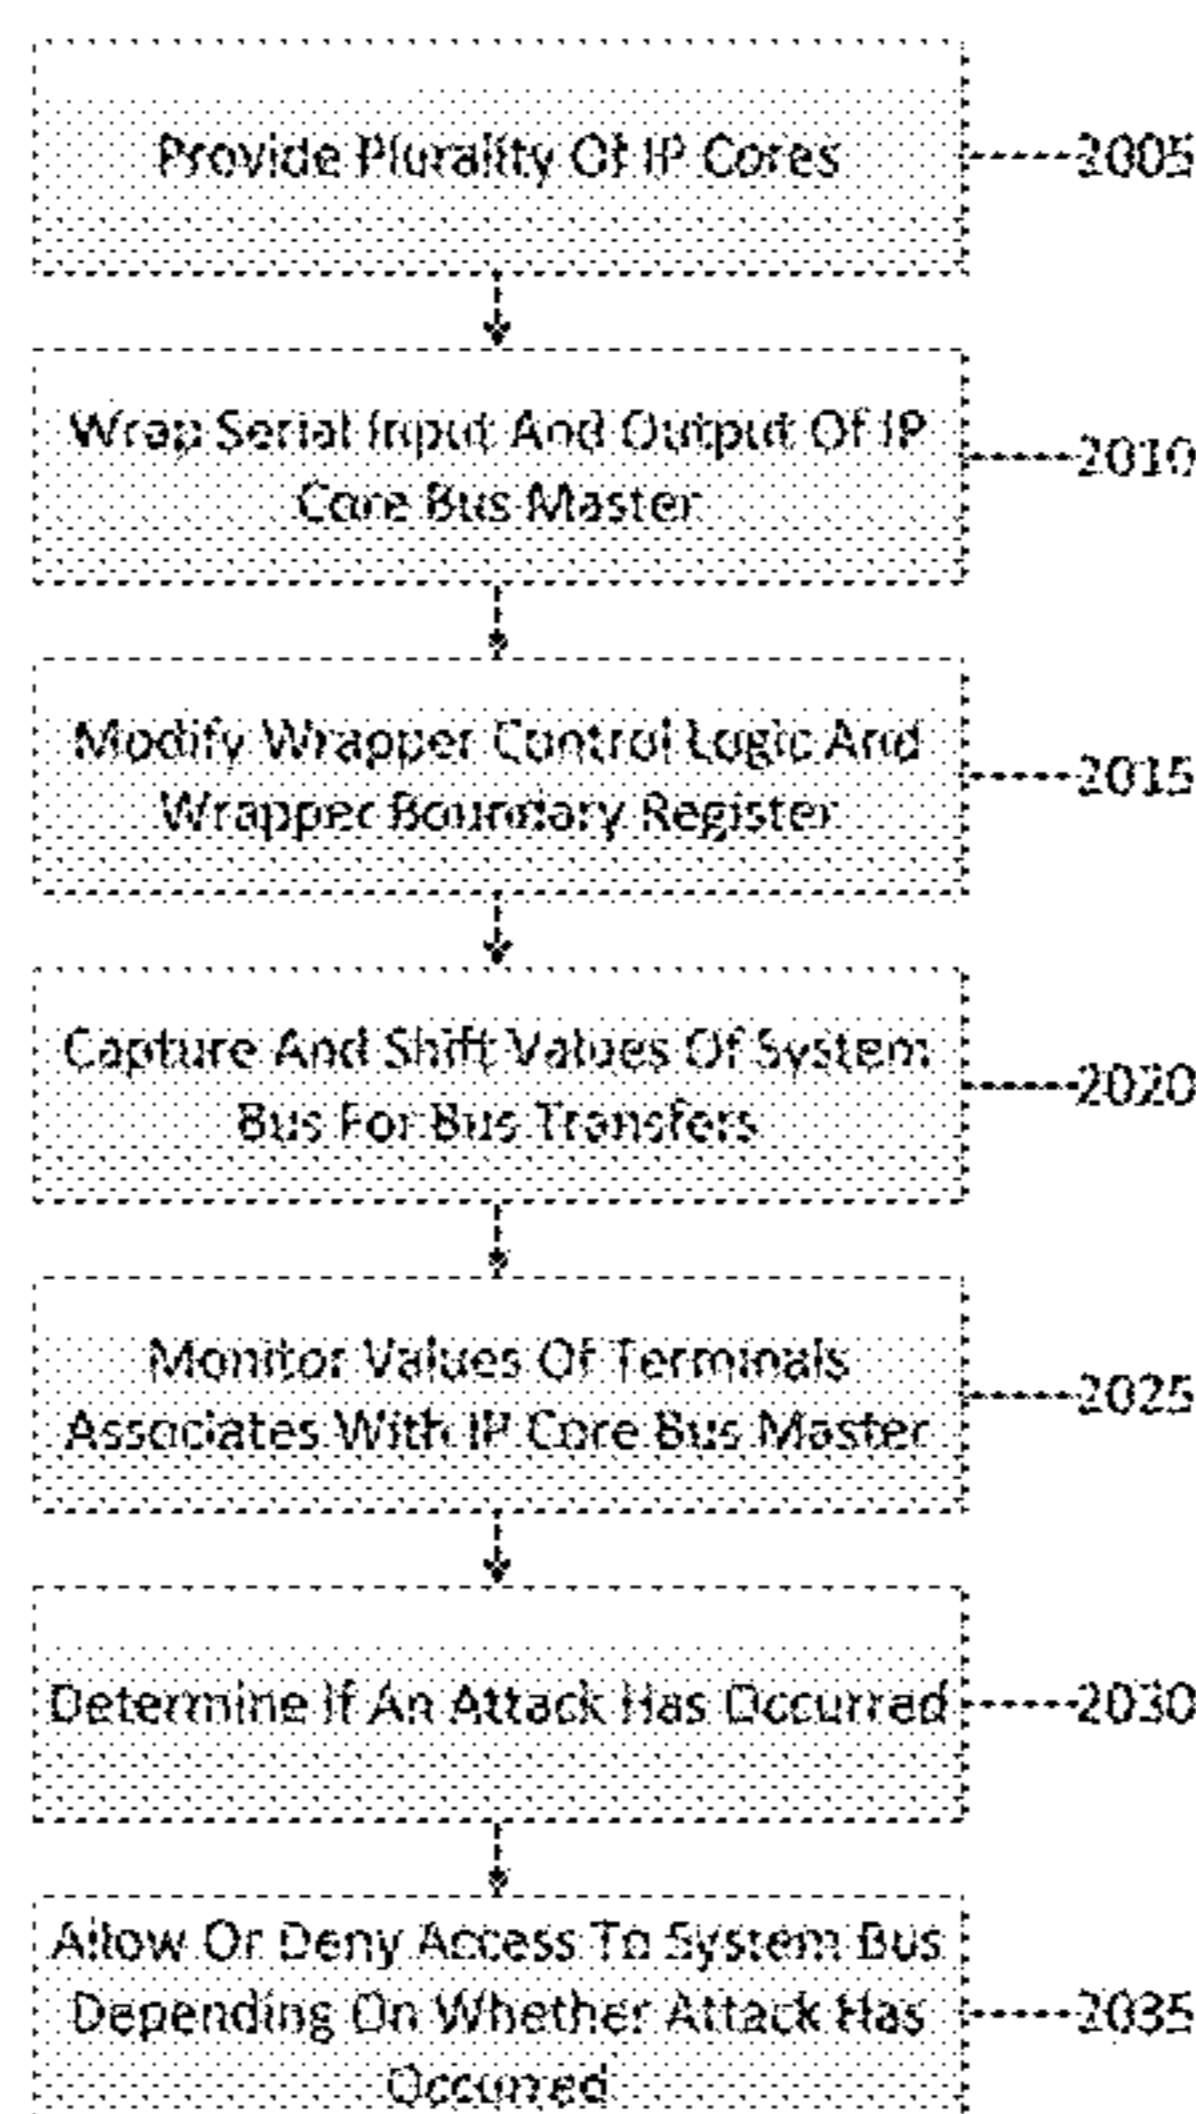 Provide Plurality Of IP Cores
2005
Wrap Serial Input And Output Of IP
Core Bus Master
2010
Modify Wrapper Control Logic And
Wrapper Boundary Register
2015
Capture And Shift Values Of System
Bus For Bus Transfers
2020
Monitor Values Of Terminals
Associates With IP Core Bus Master
2025
Determine If An Attack Has Occurred
2030
Allow Or Deny Access To System Bus
Depending On Whether Attack Has
Occurred
2035